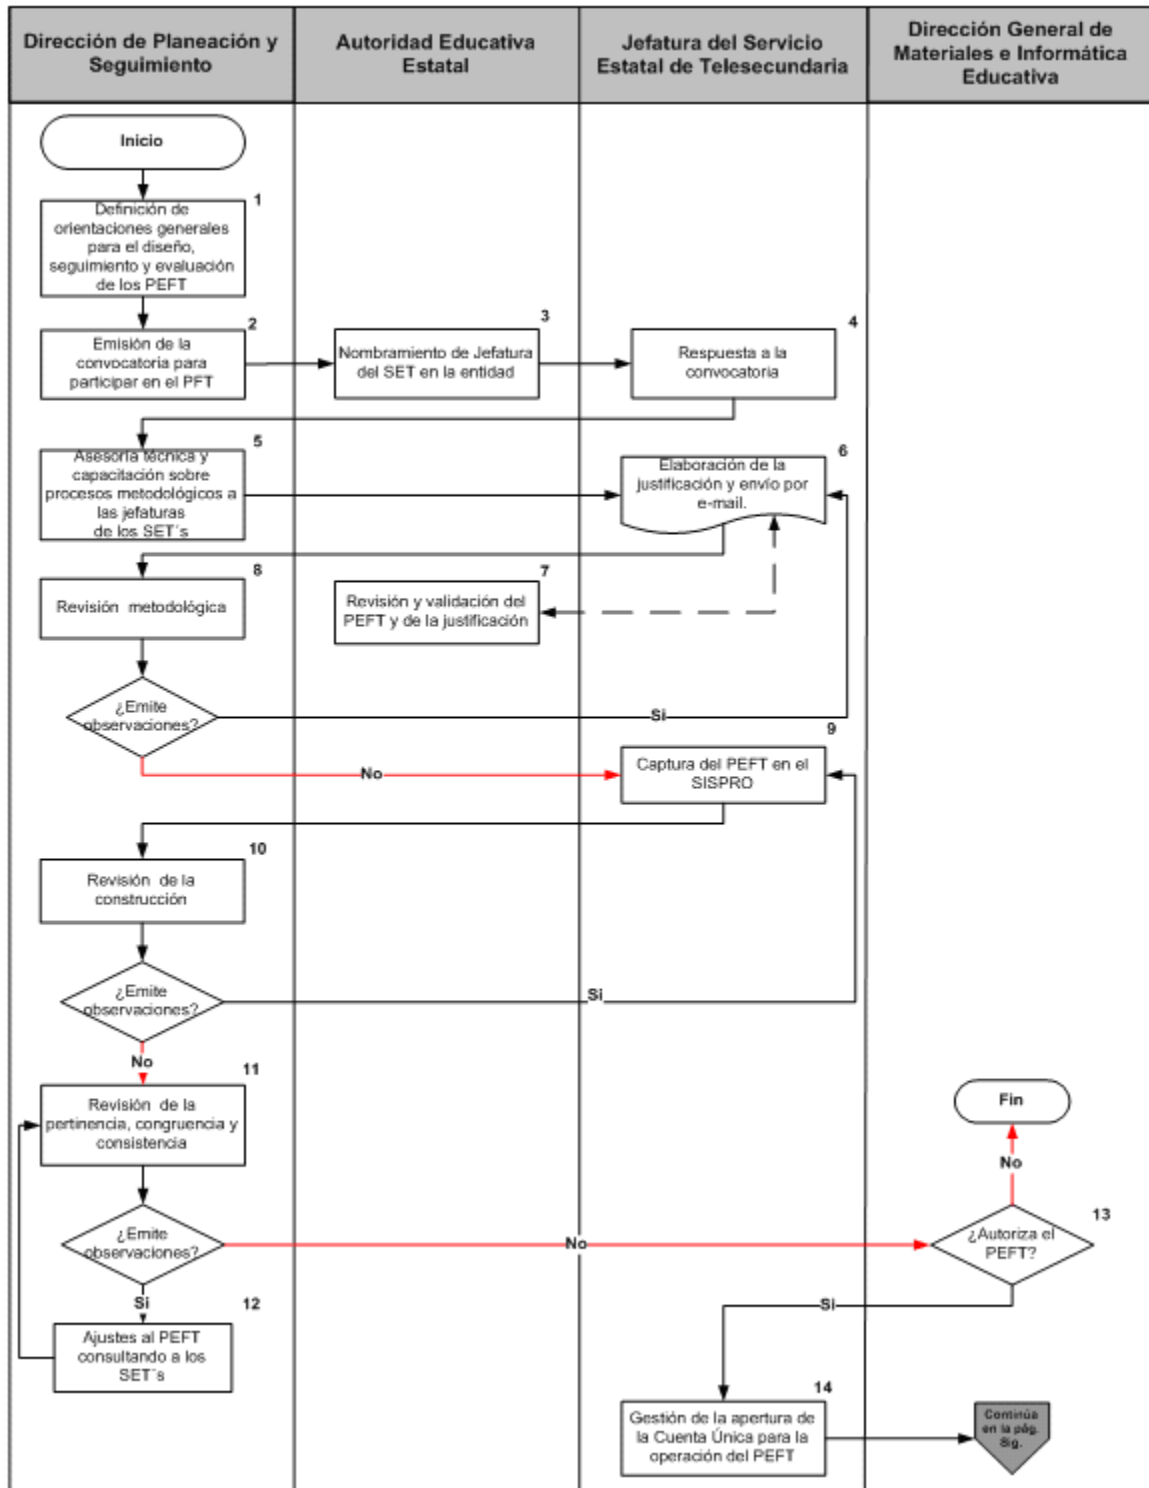 Dirección de Planeación y
Seguimiento
Autoridad Educativa
Estatal
Jefatura del Servicio
Estatal de Telesecundaria
Dirección General de
Materiales e Informática
Educativa
Inicio
1
Definición de
orientaciones generales
para el diseño,
seguimiento y evaluación
de los PEFT
2
Emisión de la
convocatoria para
participar en el PFT
3
Nombramiento de Jefatura
del SET en la entidad
4
Respuesta a la
convocatoria
5
Asesoría técnica y
capacitación sobre
procesos metodológicos a
las jefaturas
de los SET´s
6
Elaboración de la
justificación y envío por
e-mail.
7
Revisión y validación del
PEFT y de la justificación
8
Revisión metodológica
¿Emite
observaciones?
Si
No
9
Captura del PEFT en el
SISPRO
10
Revisión de la
construcción
¿Emite
observaciones?
Si
No
11
Revisión de la
pertinencia, congruencia y
consistencia
¿Emite
observaciones?
No
Si
12
Ajustes al PEFT
consultando a los
SET´s
Fin
No
13
¿Autoriza el
PEFT?
Si
14
Gestión de la apertura de
la Cuenta Única para la
operación del PEFT
Continúa
en la pág.
Sig.